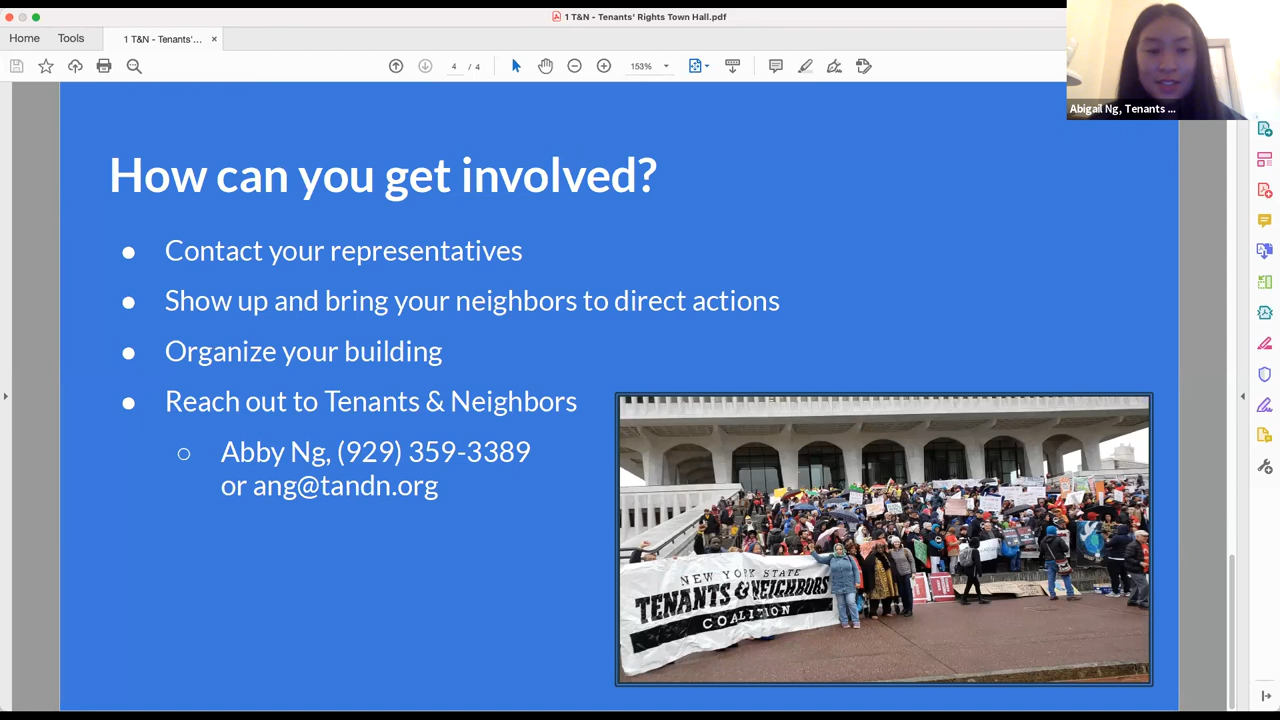 1 T&N - Tenants' Rights Town Hall.pdf
Home Tools 1 T&N - Tenants'... ×
4 / 4 153%
Abigail Ng, Tenants ...
How can you get involved?
● Contact your representatives
● Show up and bring your neighbors to direct actions
● Organize your building
● Reach out to Tenants & Neighbors
○ Abby Ng, (929) 359-3389
or ang@tandn.org
NEW YORK STATE
TENANTS & NEIGHBORS
COALITION